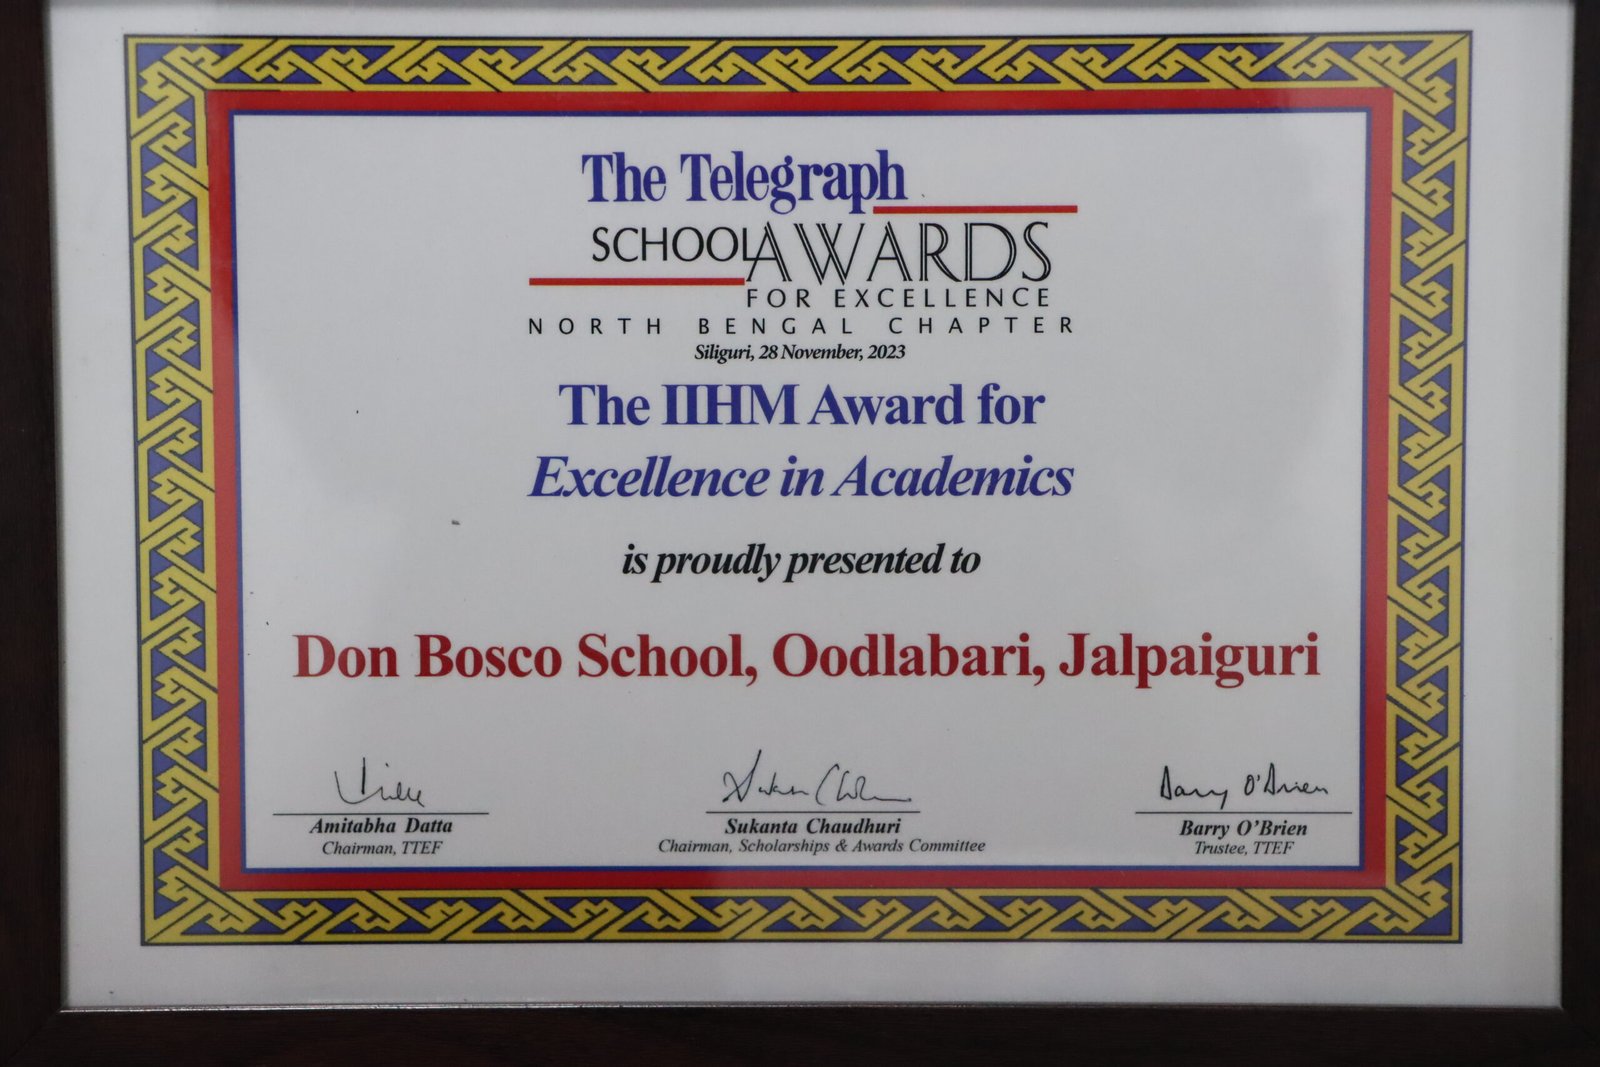 The Telegraph
SCHOOL AWARDS
FOR EXCELLENCE
NORTH BENGAL CHAPTER
Siliguri, 28 November, 2023
The IIHM Award for
Excellence in Academics
is proudly presented to
Don Bosco School, Oodlabari, Jalpaiguri
Barry O'Brien
Amitabha Datta Sukanta Chaudhuri Barry O'Brien
Chairman, TTEF Chairman, Scholarships & Awards Committee Trustee, TTEF